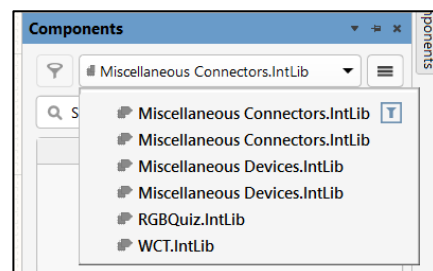 Components
Miscellaneous Connectors.IntLib
S
Miscellaneous Connectors.IntLib
Miscellaneous Connectors.IntLib
Miscellaneous Devices.IntLib
Miscellaneous Devices.IntLib
RGBQuiz.IntLib
WCT.IntLib
ponents